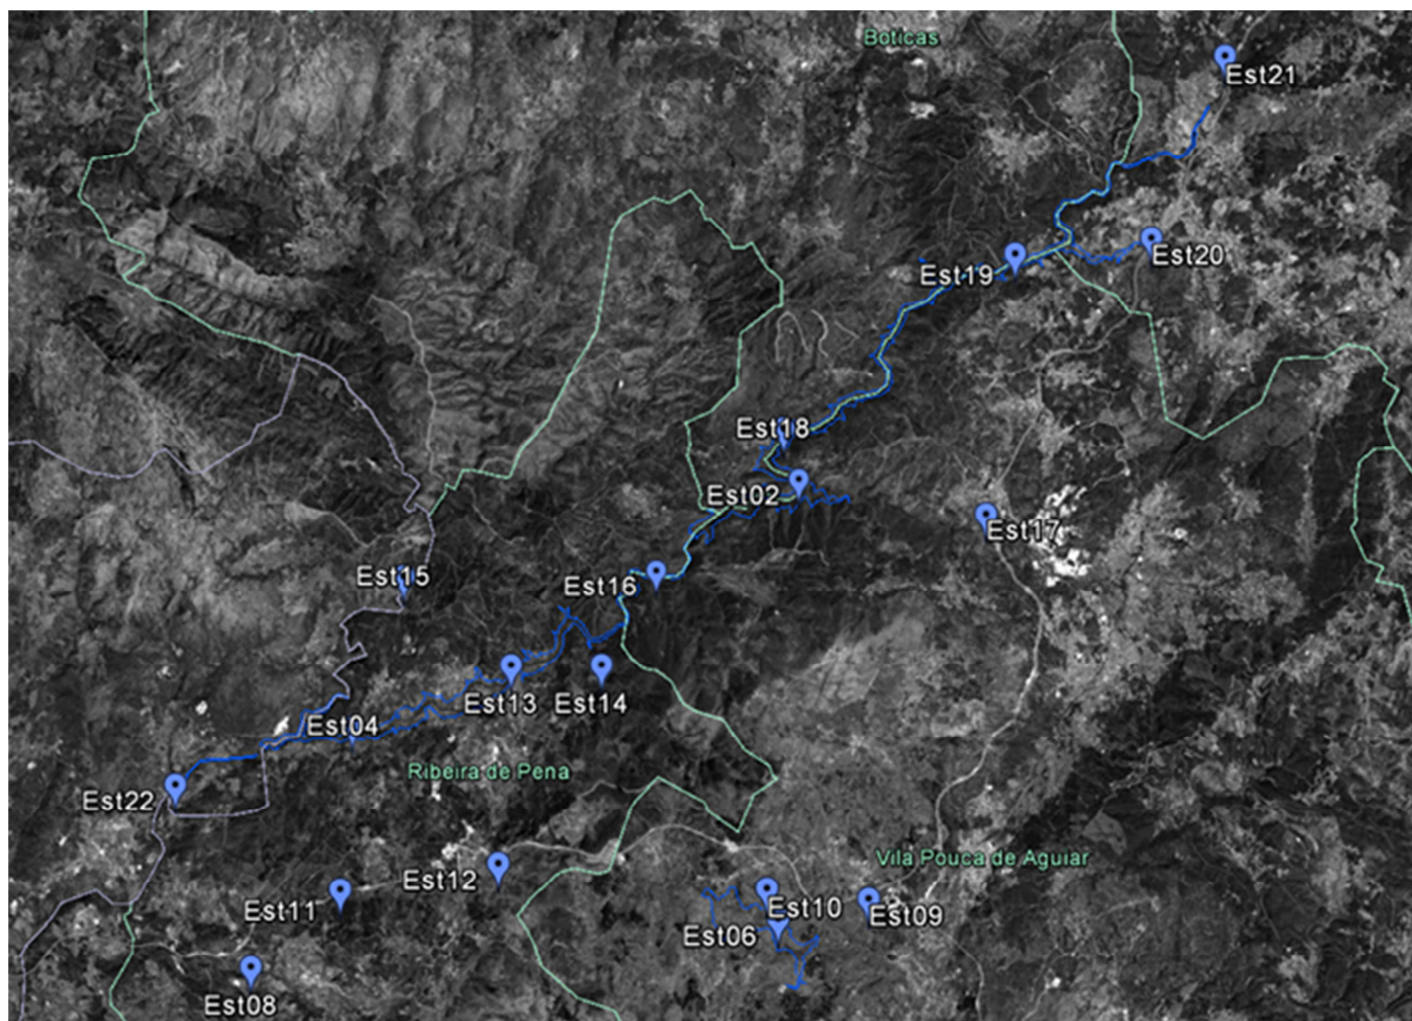 Boticas
Est21
Est20
Est19
Est18
Est02
Est17
Est15
Est16
Est13
Est14
Est04
Ribeira de Pena
Est22
Vila Pouca de Aguiar
Est12
Est11
Est10
Est09
Est06
Est08